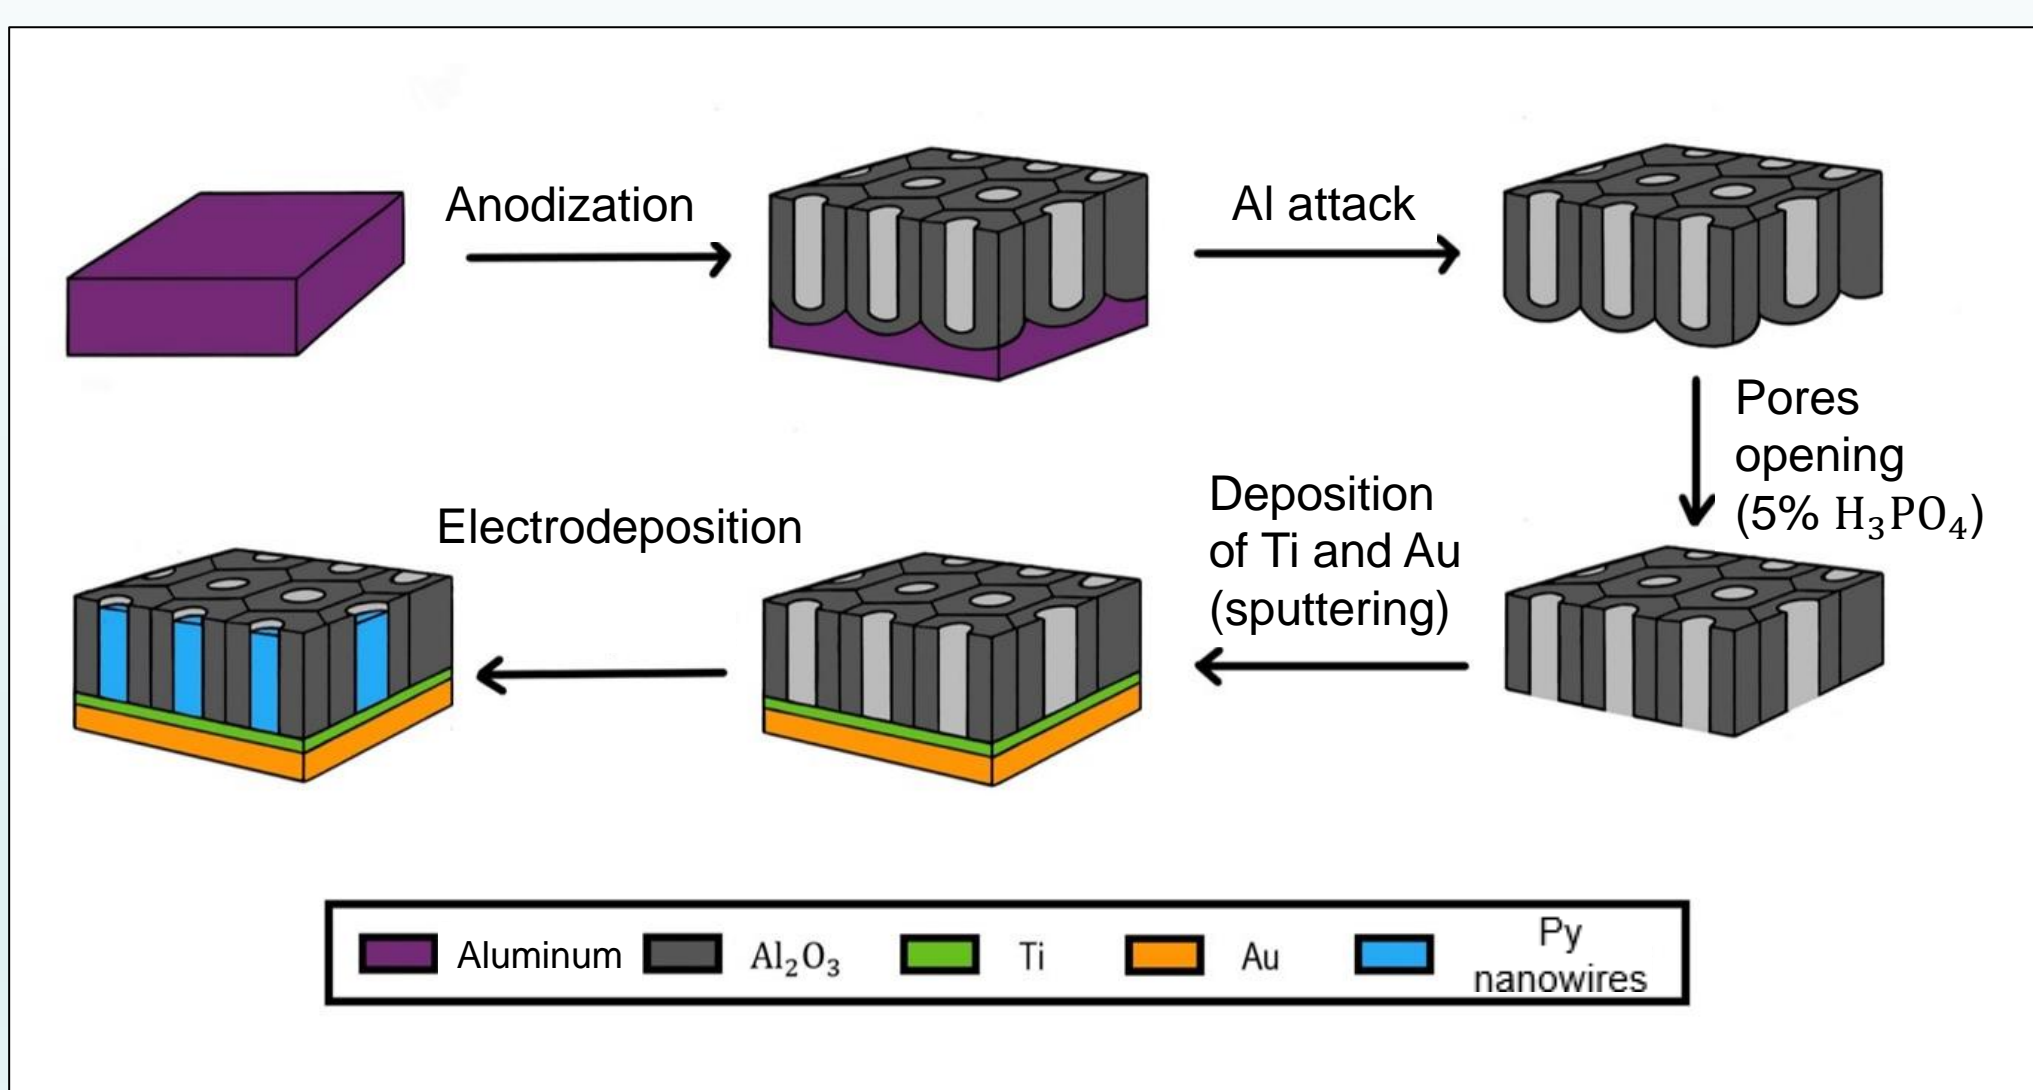 Anodization
Al attack
Pores
opening
(5% H₃PO₄)
Deposition
of Ti and Au
(sputtering)
Electrodeposition
Aluminum
Al₂O₃
Ti
Au
Py
nanowires